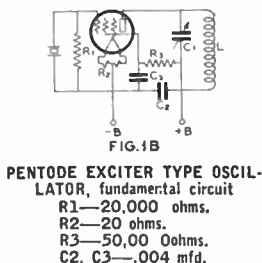 R1
R2
R3
C1
L
C3
C2
-B
+B
FIG.1B
PENTODE EXCITER TYPE OSCIL-
LATOR, fundamental circuit
R1—20,000 ohms.
R2—20 ohms.
R3—50,00 0ohms.
C2, C3—.004 mfd.